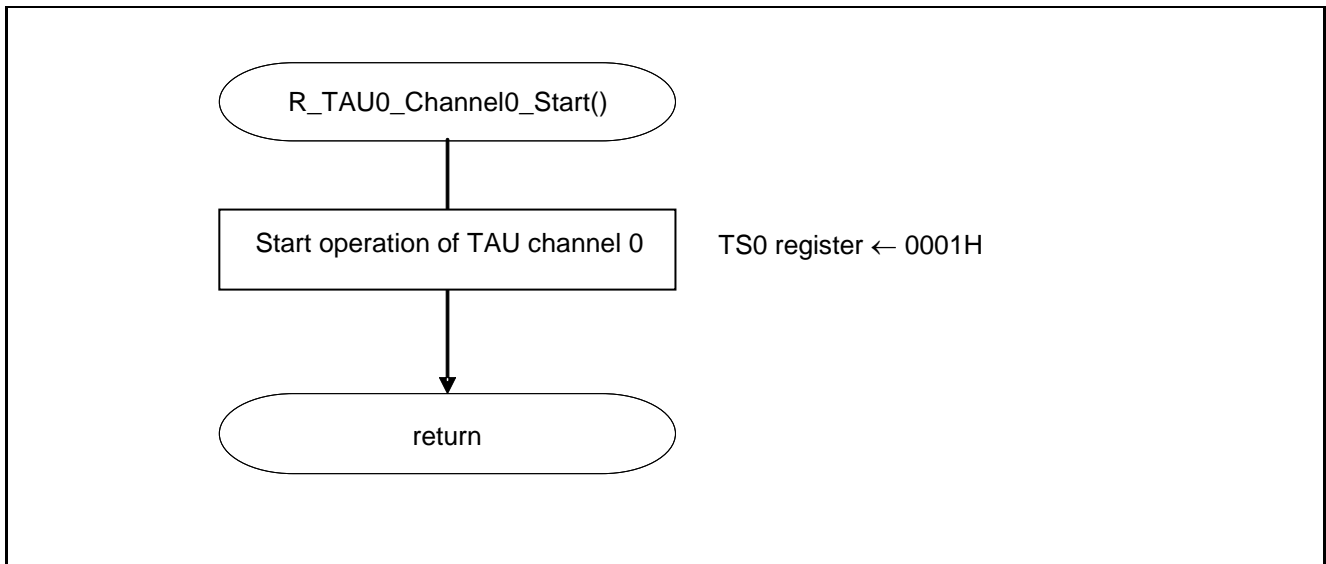 R_TAU0_Channel0_Start()
Start operation of TAU channel 0
TS0 register ← 0001H
return